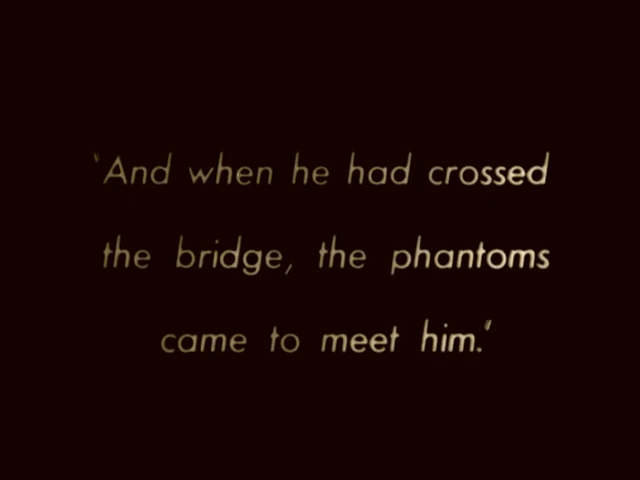 'And when he had crossed
the bridge, the phantoms
came to meet him.'